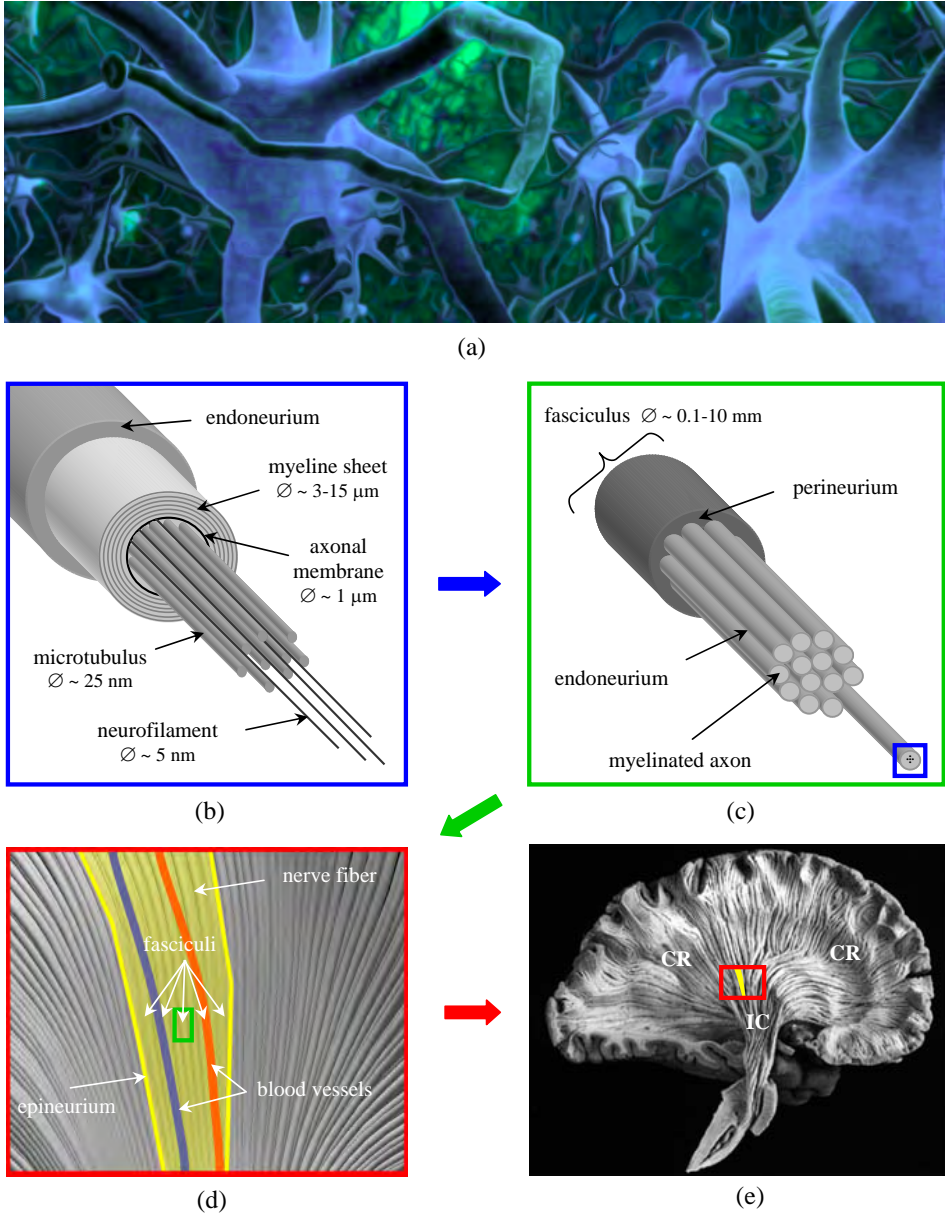 (a)
endoneurium
myeline sheet
∅ ~ 3-15 μm
axonal
membrane
∅ ~ 1 μm
microtubulus
∅ ~ 25 nm
neurofilament
∅ ~ 5 nm
(b)
fasciculus ∅ ~ 0.1-10 mm
perineurium
endoneurium
myelinated axon
(c)
nerve fiber
fasciculi
blood vessels
epineurium
(d)
CR
CR
IC
(e)